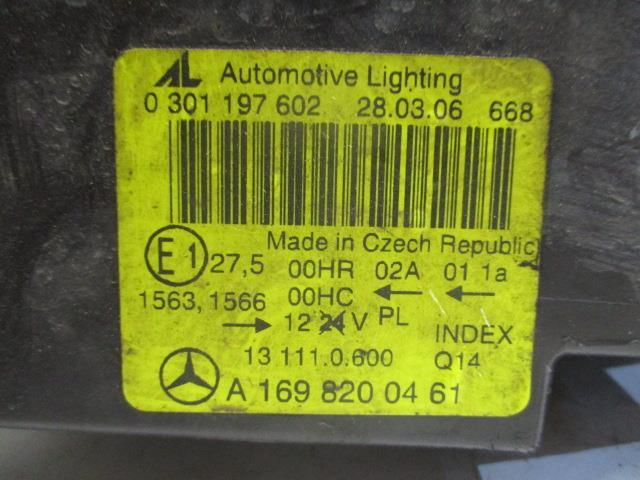 AL Automotive Lighting
0 301 197 602 28.03.06 668
Made in Czech Republic
E1 27,5 00HR 02A 01 1a
1563, 1566 00HC ← ←
→ 12 24 V PL INDEX
13 111.0.600 Q14
A 169 820 04 61